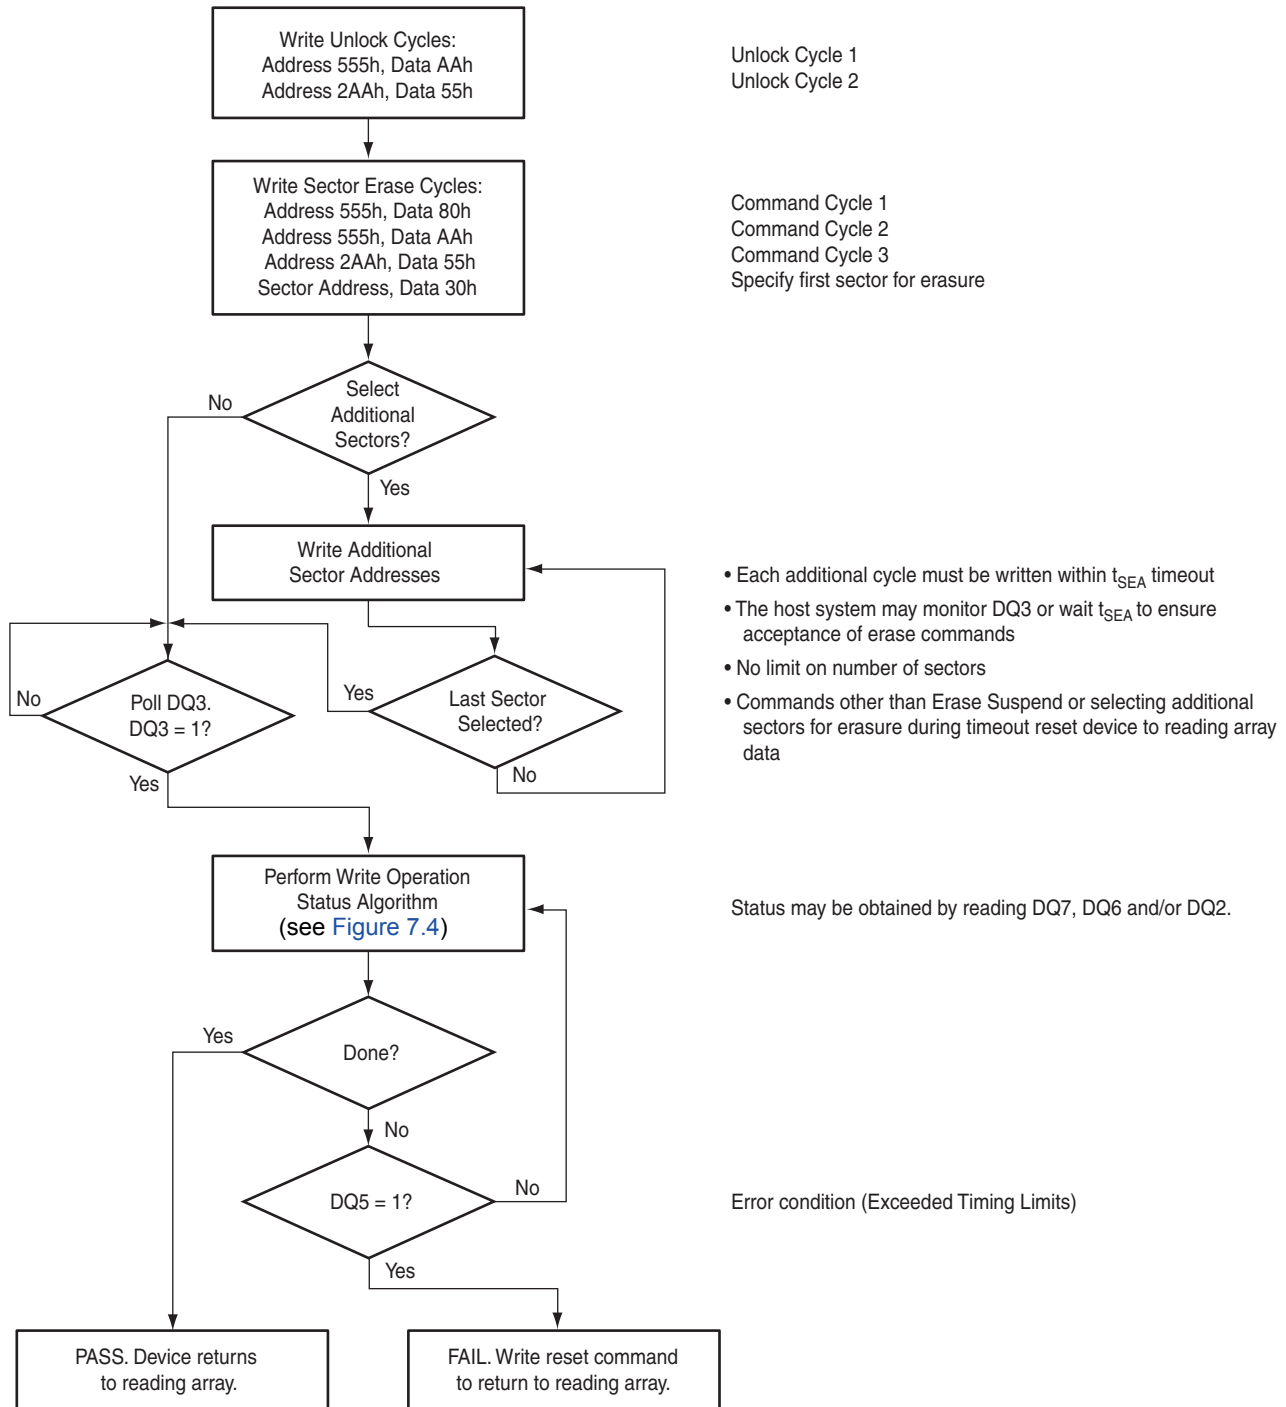 Write Unlock Cycles:
Address 555h, Data AAh
Address 2AAh, Data 55h
Unlock Cycle 1
Unlock Cycle 2
Write Sector Erase Cycles:
Address 555h, Data 80h
Address 555h, Data AAh
Address 2AAh, Data 55h
Sector Address, Data 30h
Command Cycle 1
Command Cycle 2
Command Cycle 3
Specify first sector for erasure
Select
Additional
Sectors?
No
Yes
Write Additional
Sector Addresses
• Each additional cycle must be written within tSEA timeout
• The host system may monitor DQ3 or wait tSEA to ensure
acceptance of erase commands
• No limit on number of sectors
• Commands other than Erase Suspend or selecting additional
sectors for erasure during timeout reset device to reading array
data
No
Poll DQ3.
DQ3 = 1?
Yes
Yes
Last Sector
Selected?
No
Perform Write Operation
Status Algorithm
(see Figure 7.4)
Status may be obtained by reading DQ7, DQ6 and/or DQ2.
Yes
Done?
No
DQ5 = 1?
No
Yes
Error condition (Exceeded Timing Limits)
PASS. Device returns
to reading array.
FAIL. Write reset command
to return to reading array.